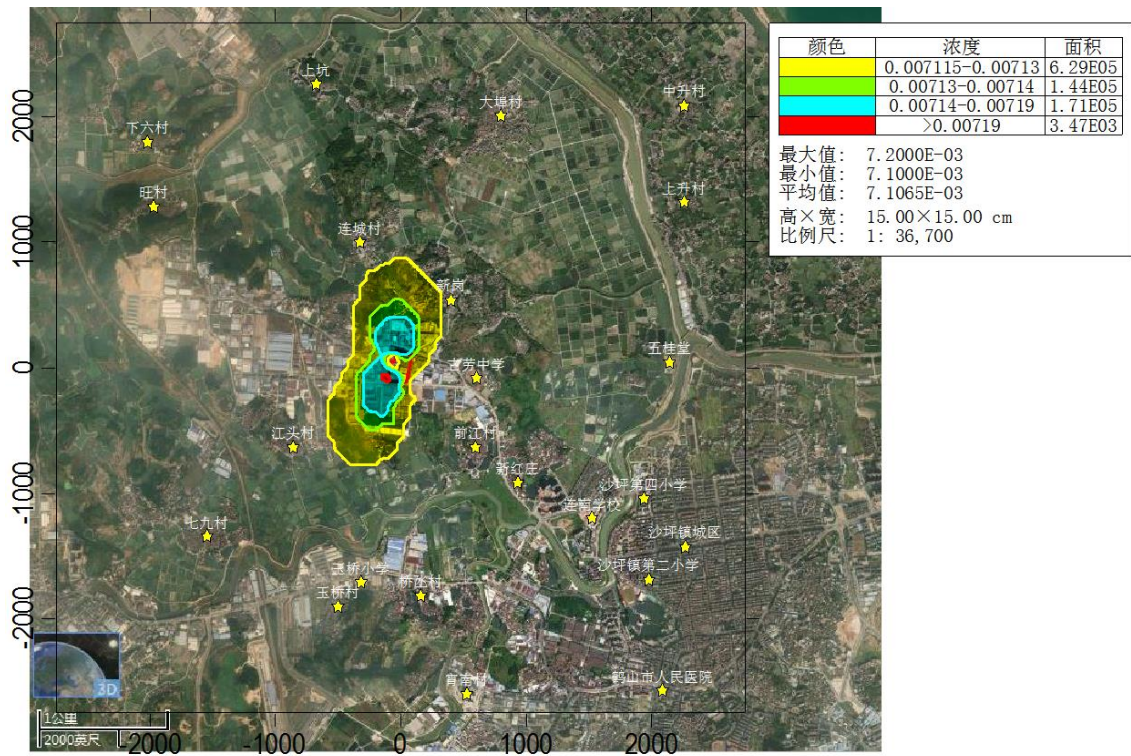 颜色 浓度 面积
0.007115-0.00713 6.29E05
0.00713-0.00714 1.44E05
0.00714-0.00719 1.71E05
>0.00719 3.47E03
最大值: 7.2000E-03
最小值: 7.1000E-03
平均值: 7.1065E-03
高×宽: 15.00×15.00 cm
比例尺: 1: 36,700
上坑
大埠村
中升村
2000
下六村
旺村
上升村
1000
连城村
新岗
五桂堂
0
古劳中学
江头村
前江村
新红庄
沙坪第四小学
-1000
连南学校
七九村
沙坪镇城区
沙坪镇第二小学
玉桥小学
桥丞村
玉桥村
-2000
3D
鹤山市人民医院
1公里
2000英尺
-2000 -1000 0 1000 2000